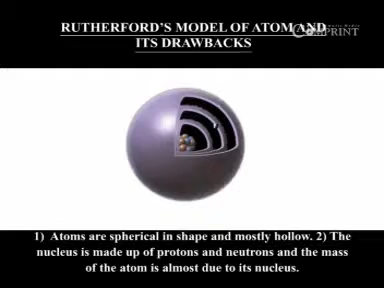 RUTHERFORD'S MODEL OF ATOM AND
ITS DRAWBACKS
1) Atoms are spherical in shape and mostly hollow. 2) The
nucleus is made up of protons and neutrons and the mass
of the atom is almost due to its nucleus.